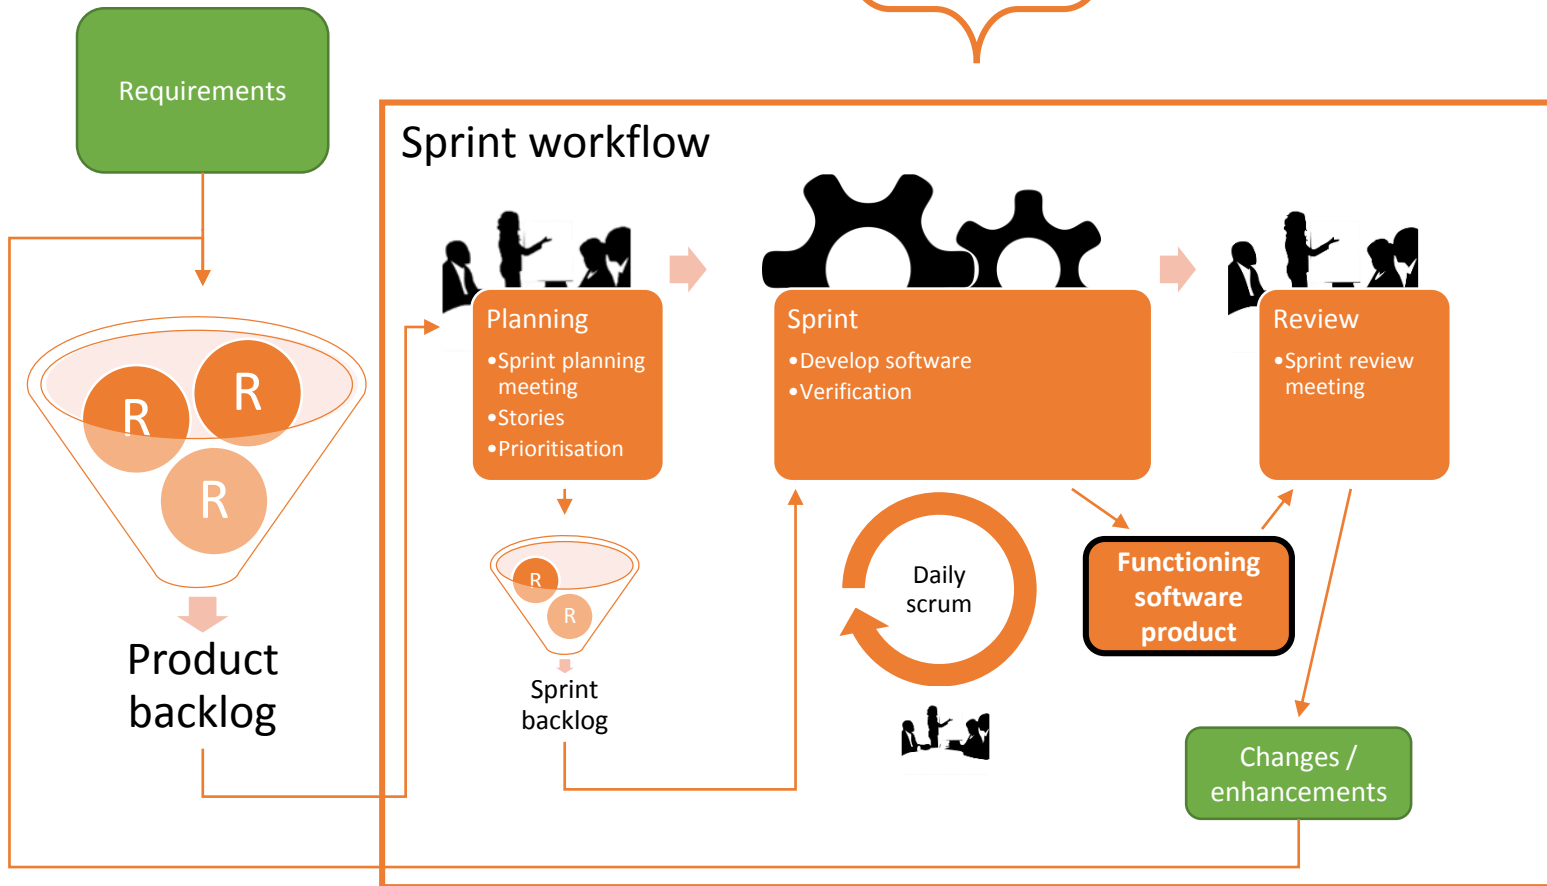 Requirements
Sprint workflow
Planning
•Sprint planning
meeting
•Stories
•Prioritisation
Sprint
•Develop software
•Verification
Review
•Sprint review
meeting
R
R
R
Product
backlog
R
R
Sprint
backlog
Daily
scrum
Functioning
software
product
Changes /
enhancements